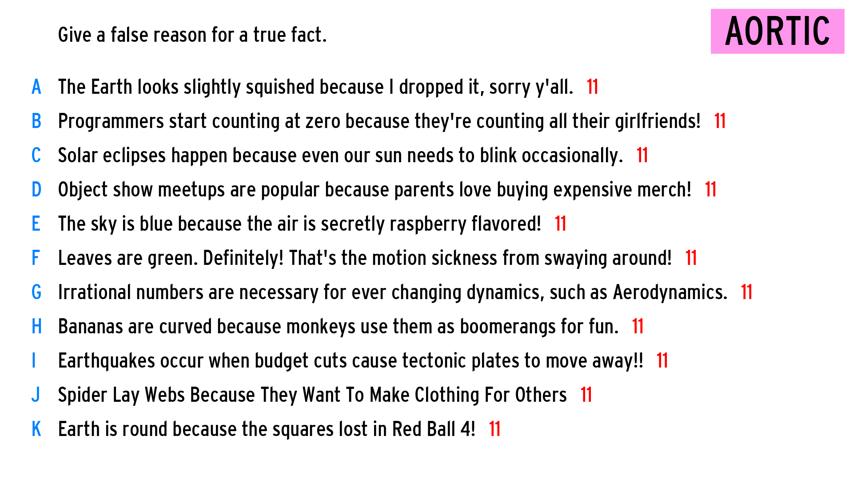 Give a false reason for a true fact.
AORTIC
A The Earth looks slightly squished because I dropped it, sorry y'all. 11
B Programmers start counting at zero because they're counting all their girlfriends! 11
C Solar eclipses happen because even our sun needs to blink occasionally. 11
D Object show meetups are popular because parents love buying expensive merch! 11
E The sky is blue because the air is secretly raspberry flavored! 11
F Leaves are green. Definitely! That's the motion sickness from swaying around! 11
G Irrational numbers are necessary for ever changing dynamics, such as Aerodynamics. 11
H Bananas are curved because monkeys use them as boomerangs for fun. 11
I Earthquakes occur when budget cuts cause tectonic plates to move away!! 11
J Spider Lay Webs Because They Want To Make Clothing For Others 11
K Earth is round because the squares lost in Red Ball 4! 11